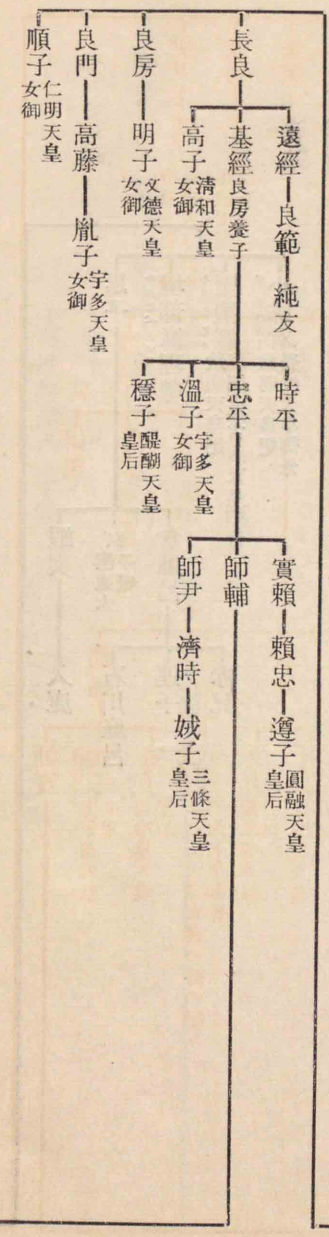 長良
遠經
良範
純友
基經良房養子
時平
忠平
實賴
賴忠
遵子圓融天皇皇后
師輔
師尹
濟時
娍子三條天皇皇后
溫子宇多天皇女御
穩子醍醐天皇皇后
高子清和天皇女御
良房
明子文德天皇女御
良門
高藤
胤子宇多天皇女御
順子仁明天皇女御